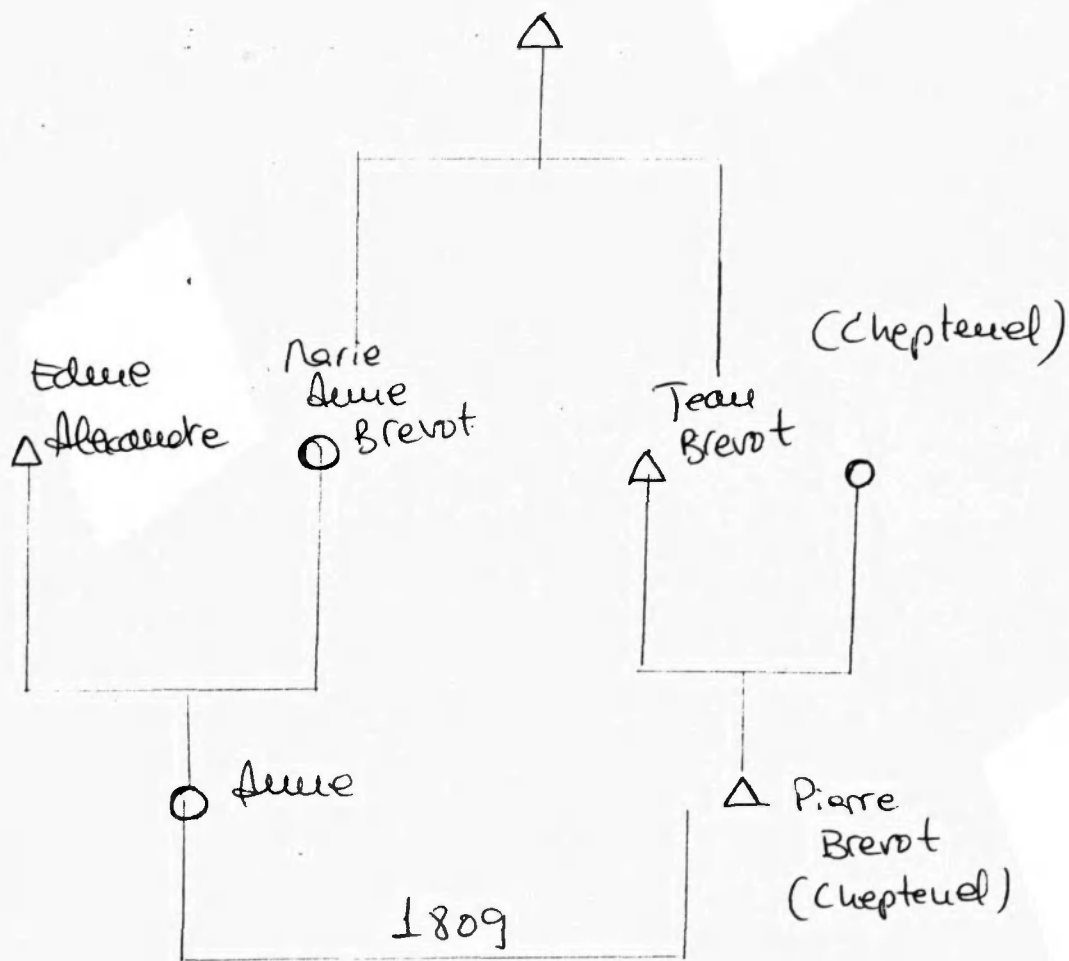 (Cheptenel)
Edme
Alexandre
Marie
Anne
Brevot
Jean
Brevot
Anne
Pierre
Brevot
(Cheptenel)
1809